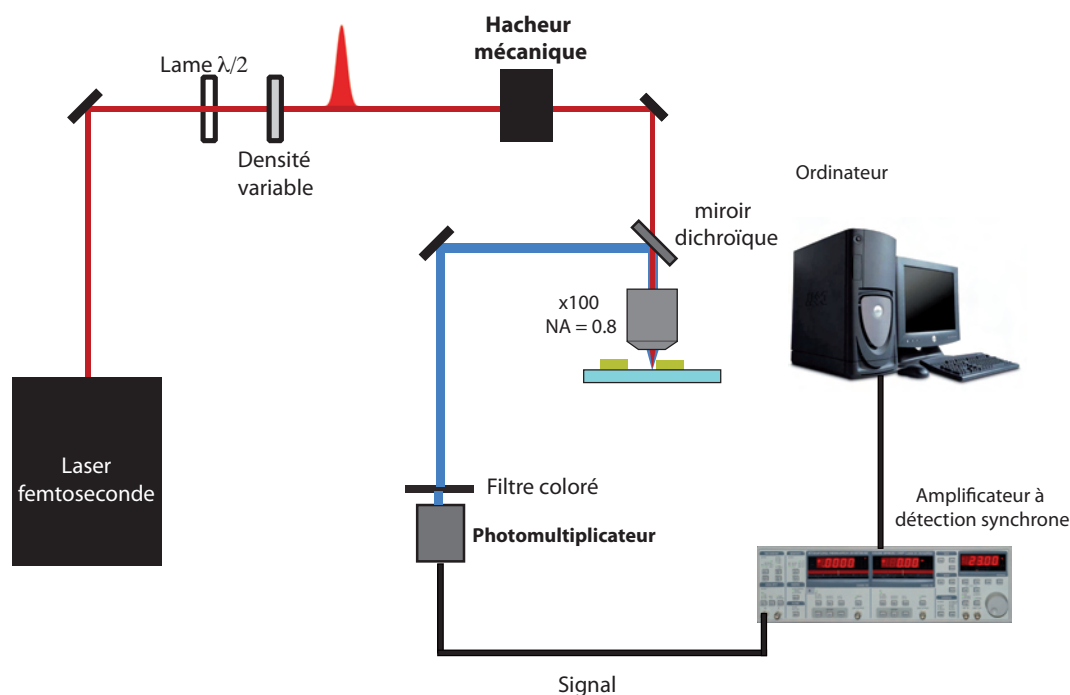 Hacheur
mécanique
Lame λ/2
Densité
variable
Ordinateur
miroir
dichroïque
x100
NA = 0.8
Laser
femtoseconde
Filtre coloré
Photomultiplicateur
Amplificateur à
détection synchrone
Signal